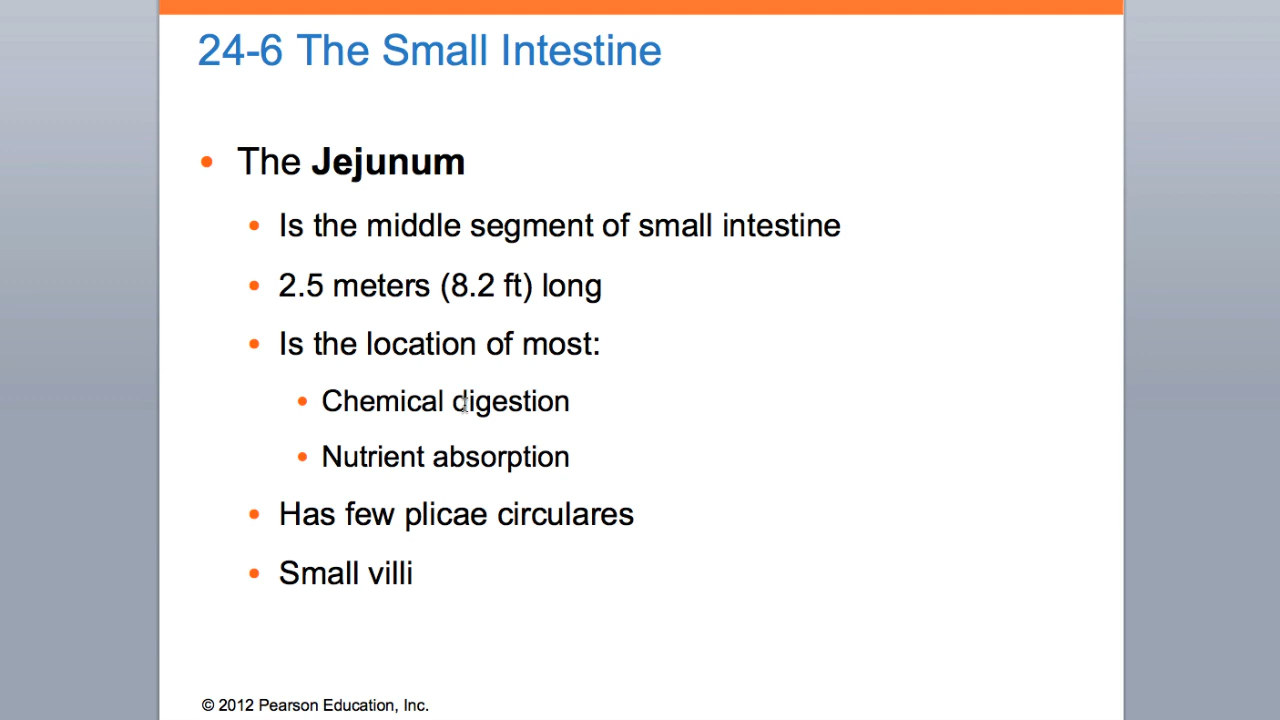 24-6 The Small Intestine
• The Jejunum
• Is the middle segment of small intestine
• 2.5 meters (8.2 ft) long
• Is the location of most:
• Chemical digestion
• Nutrient absorption
• Has few plicae circulares
• Small villi
© 2012 Pearson Education, Inc.